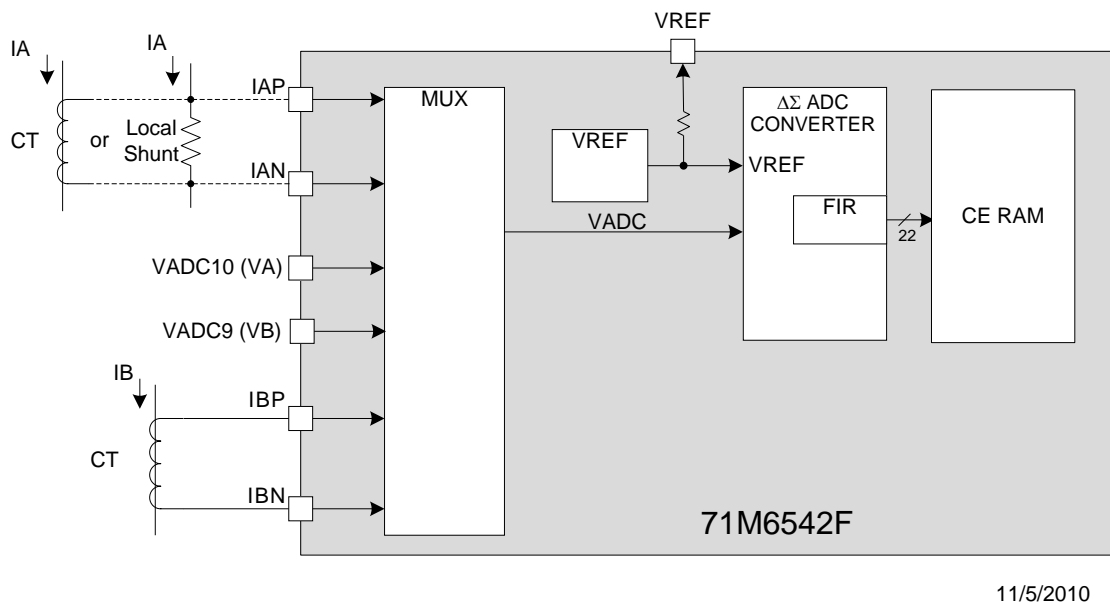 VREF
IA
IA
IAP
CT
or
Local
Shunt
IAN
MUX
VREF
ΔΣ ADC
CONVERTER
VREF
FIR
22
CE RAM
VADC
VADC10 (VA)
VADC9 (VB)
IB
IBP
CT
IBN
71M6542F
11/5/2010